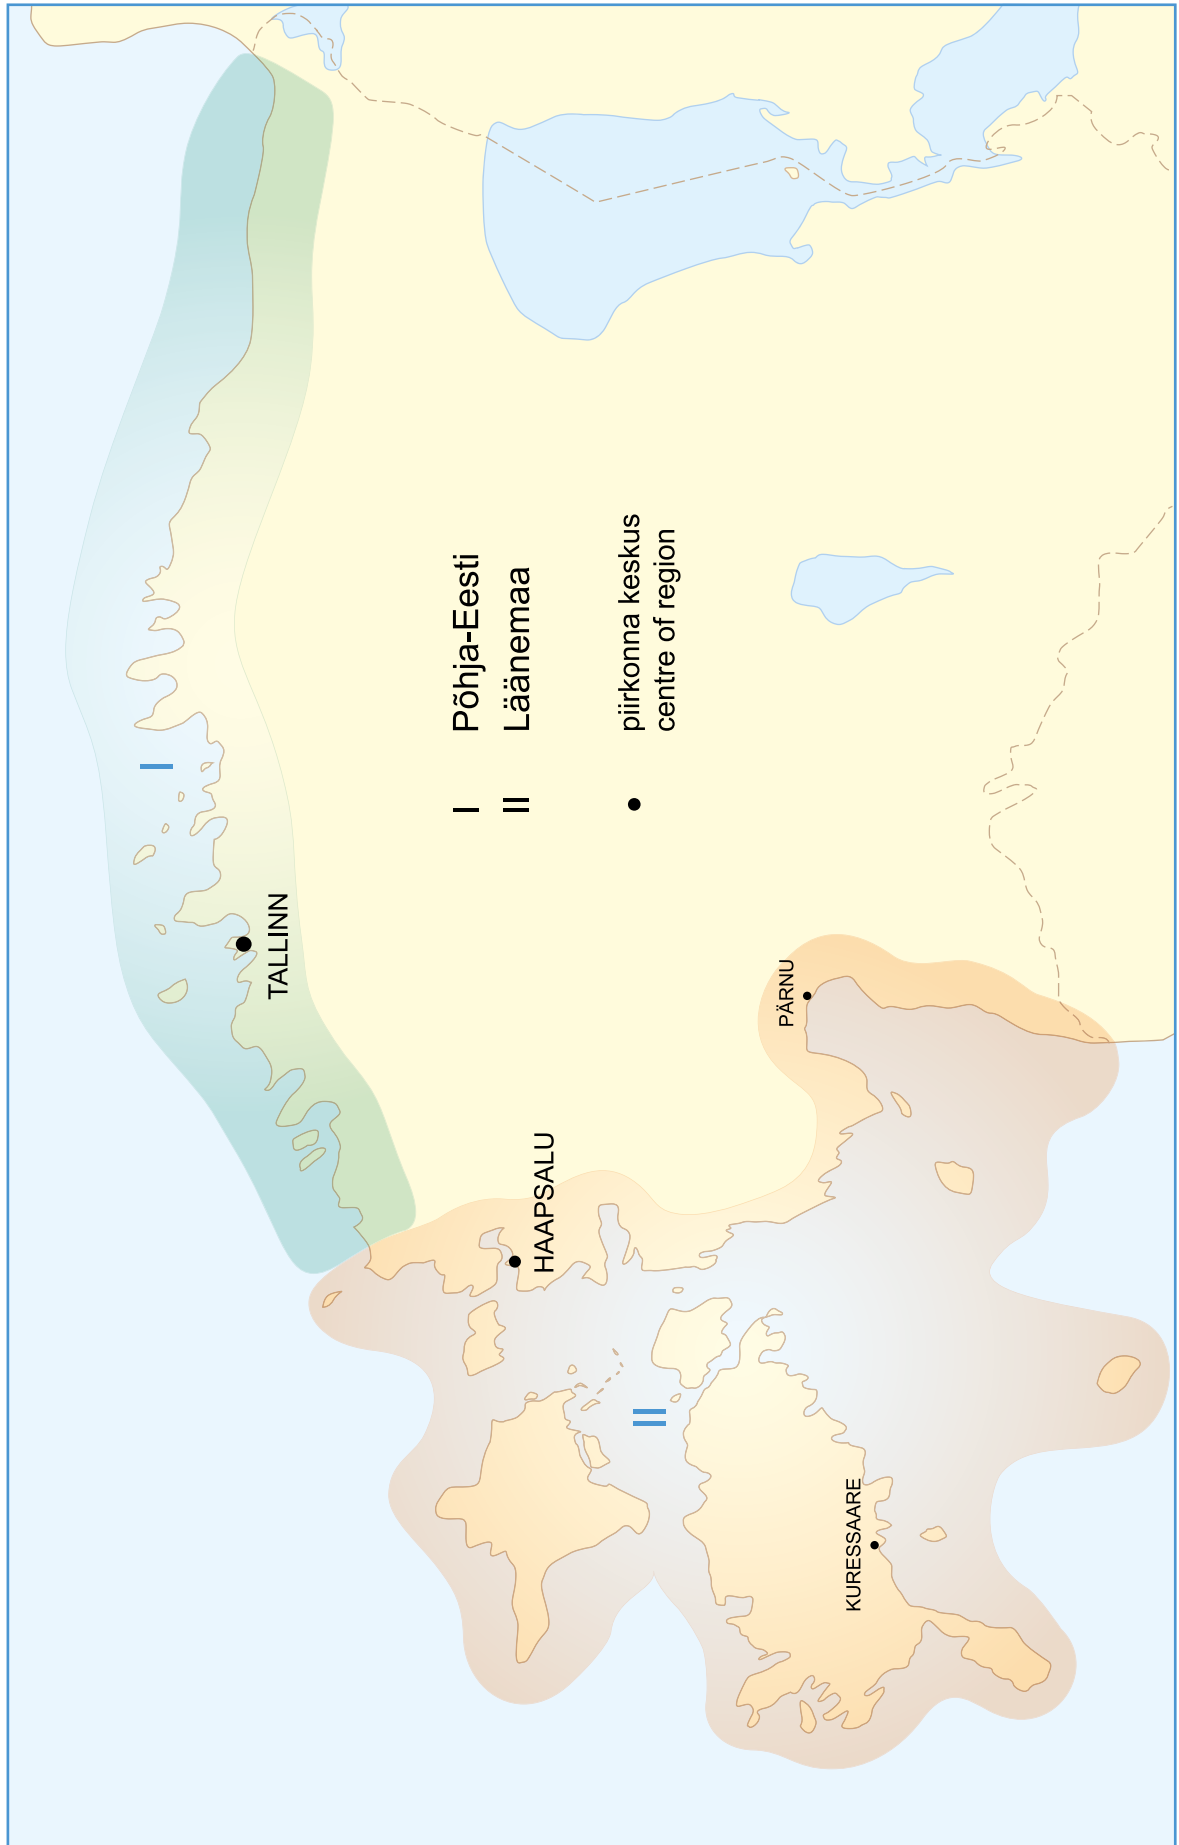 I
TALLINN
I Põhja-Eesti
II Läänemaa
piirkonna keskus
centre of region
HAAPSALU
PÄRNU
II
KURESSAARE